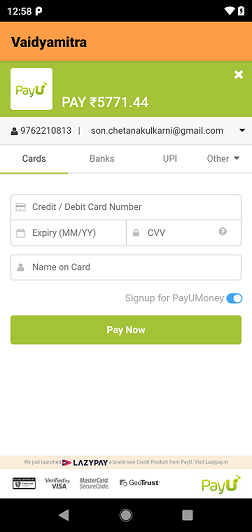 12:58
Vaidyamitra
PayU
PAY ₹5771.44
9762210813 | son.chetanakulkarni@gmail.com
Cards Banks UPI Other
Credit / Debit Card Number
Expiry (MM/YY) CVV
Name on Card
Signup for PayUMoney
Pay Now
We just launched LAZYPAY a brand new Credit Product from PayU. Visit Lazypay.in
Verified by VISA MasterCard. SecureCode. GeoTrust PayU